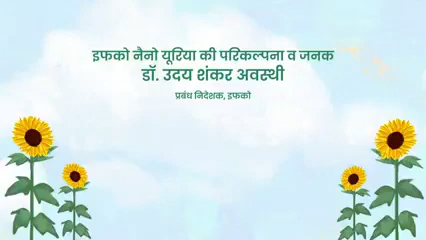 इफको नैनो यूरिया की परिकल्पना व जनक
डॉ. उदय शंकर अवस्थी
प्रबंध निदेशक, इफको